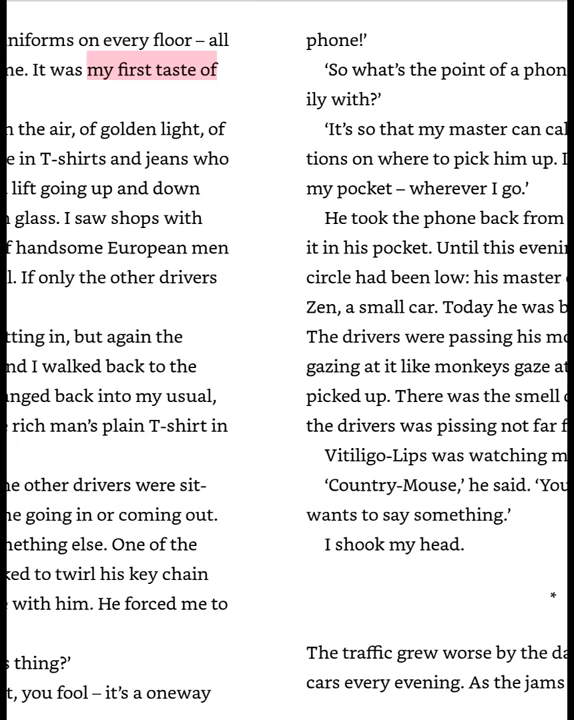 niforms on every floor – all
ne. It was my first taste of
n the air, of golden light, of
e in T-shirts and jeans who
lift going up and down
n glass. I saw shops with
f handsome European men
l. If only the other drivers
tting in, but again the
nd I walked back to the
anged back into my usual,
rich man’s plain T-shirt in
he other drivers were sit-
ne going in or coming out.
nething else. One of the
ked to twirl his key chain
with him. He forced me to
s thing?’
t, you fool – it’s a oneway
phone!’
‘So what’s the point of a phon
ily with?’
‘It’s so that my master can cal
tions on where to pick him up. I
my pocket – wherever I go.’
He took the phone back from
it in his pocket. Until this eveni
circle had been low: his master
Zen, a small car. Today he was b
The drivers were passing his mo
gazing at it like monkeys gaze at
picked up. There was the smell
the drivers was pissing not far f
Vitiligo-Lips was watching m
‘Country-Mouse,’ he said. ‘You
wants to say something.’
I shook my head.
*
The traffic grew worse by the da
cars every evening. As the jams